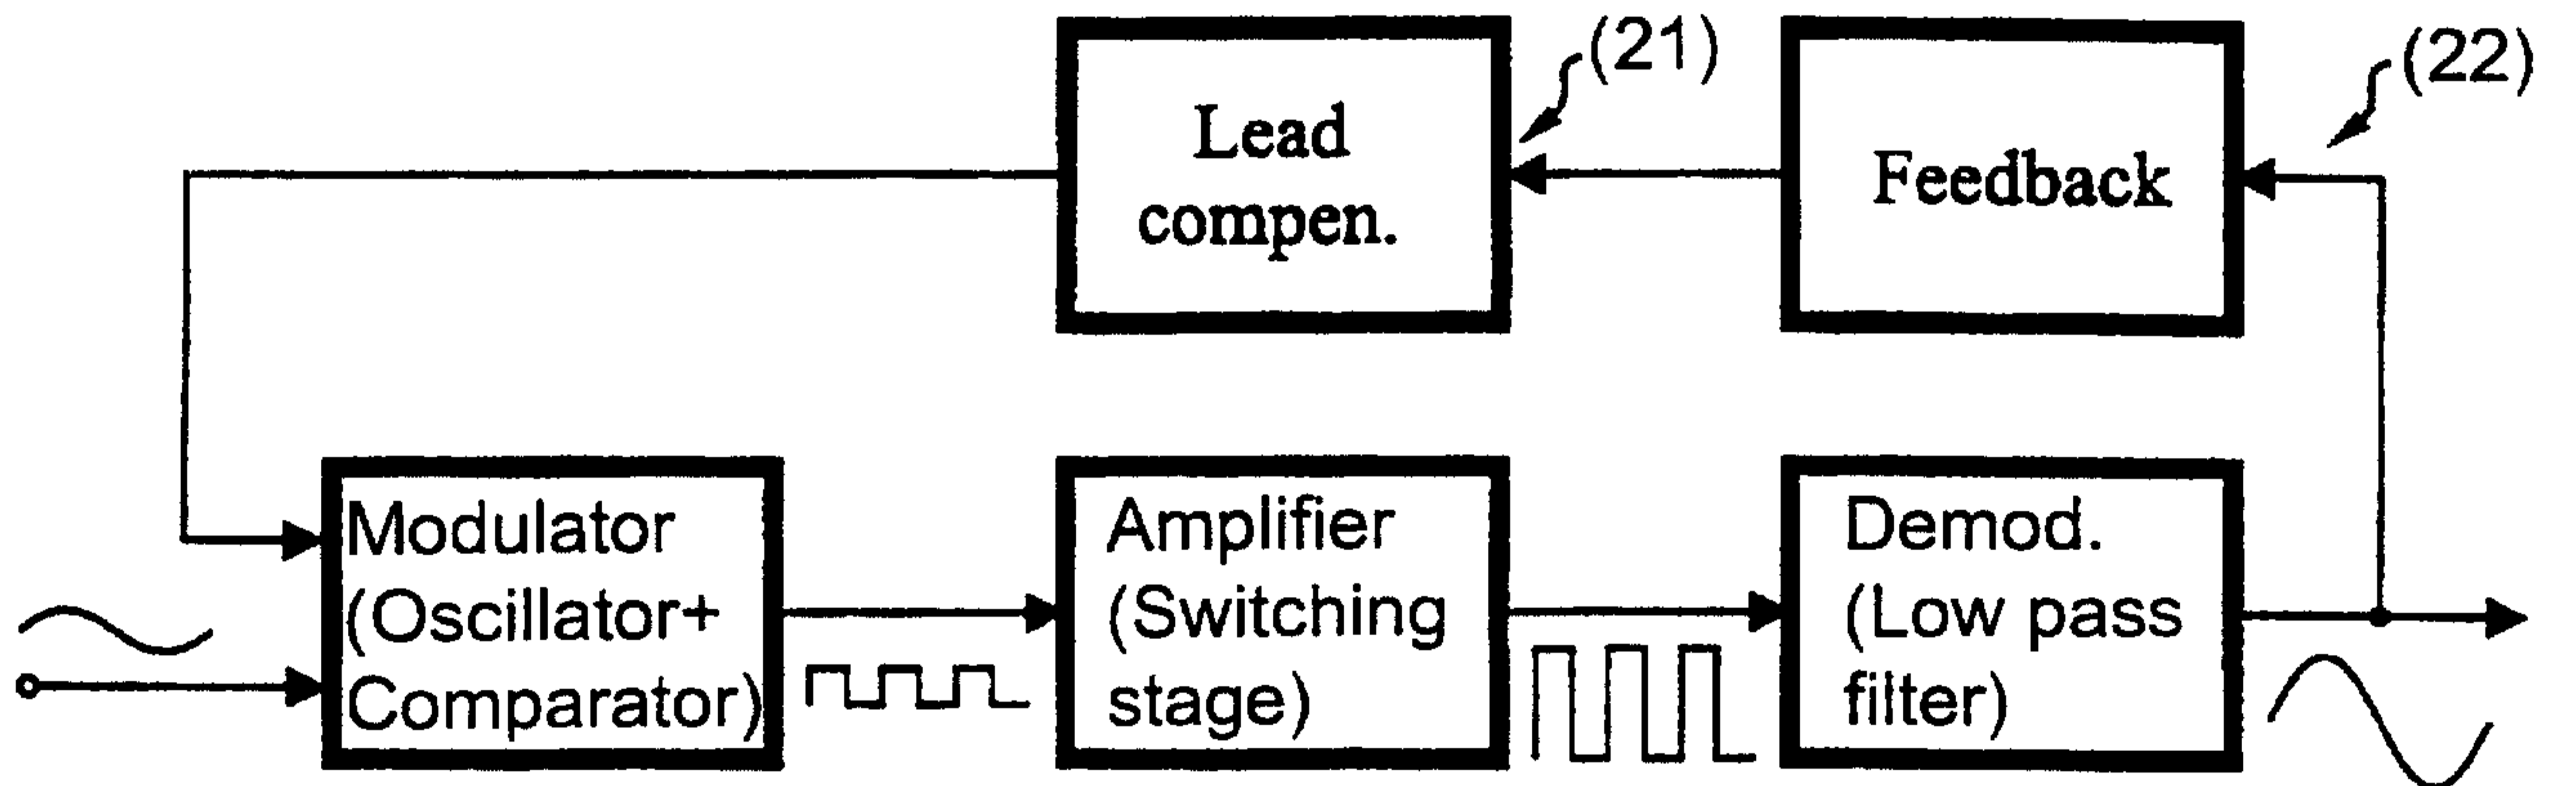 (21)
(22)
Lead
compen.
Feedback
Modulator
(Oscillator+
Comparator)
Amplifier
(Switching
stage)
Demod.
(Low pass
filter)